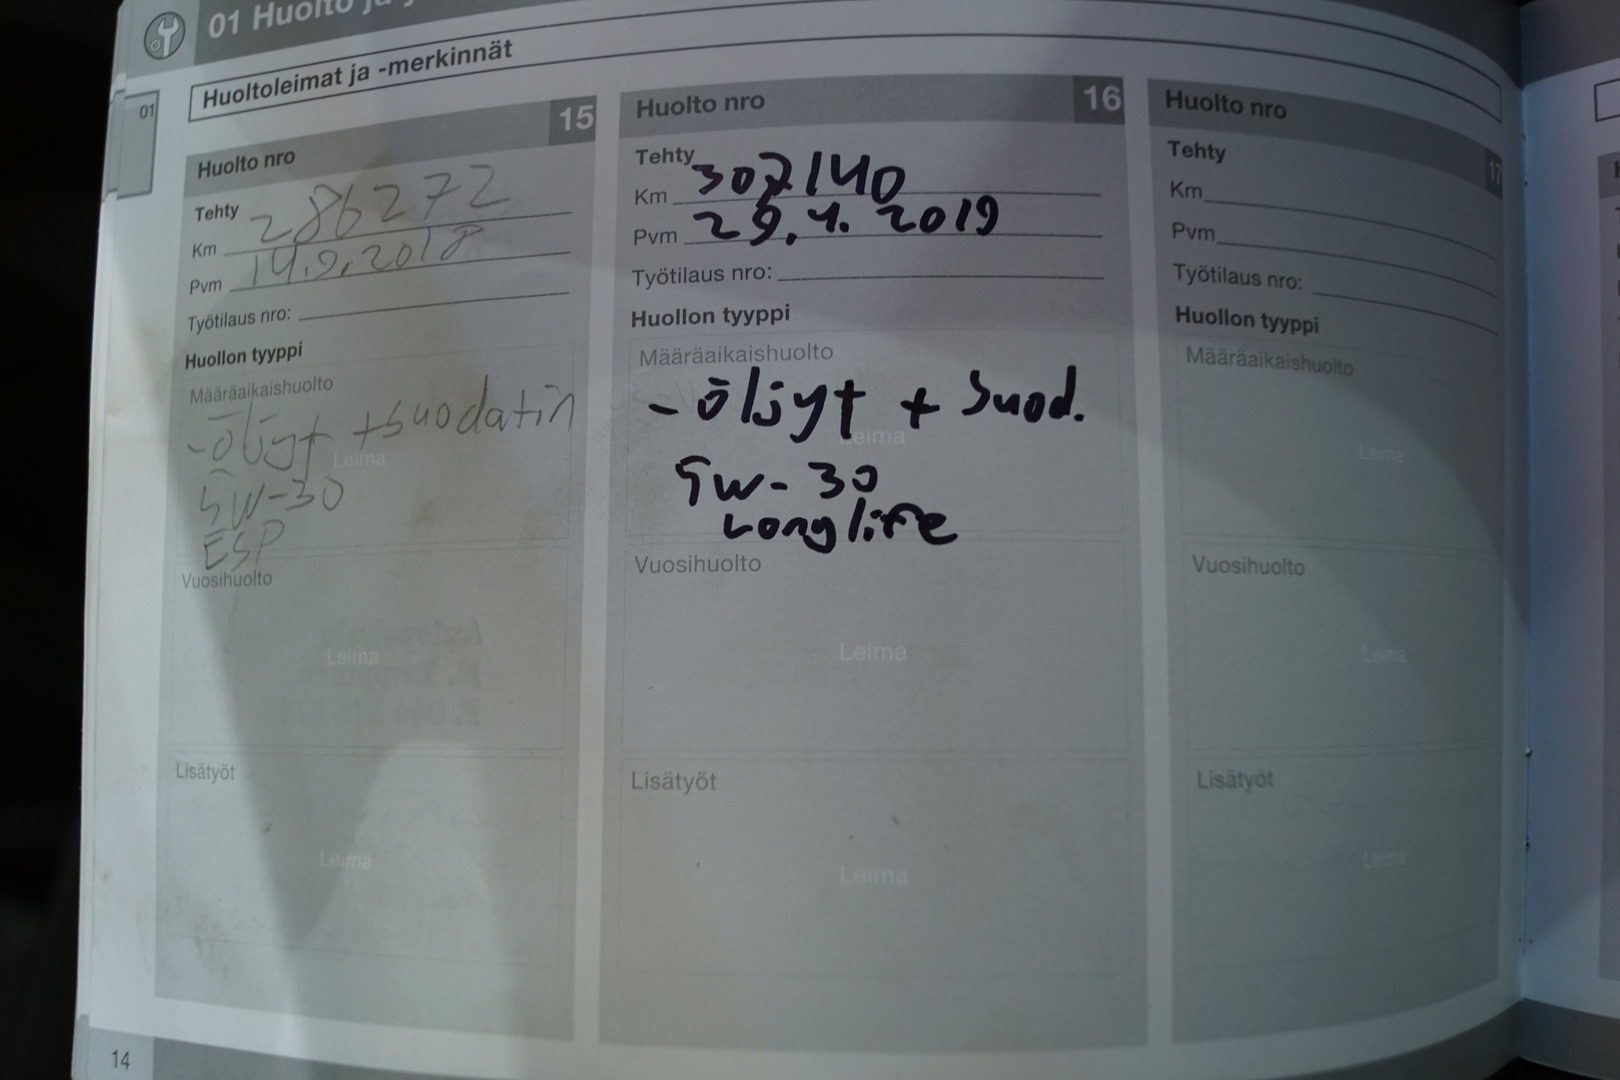 01 Huolto ja
Huoltoleimat ja -merkinnät
01
Huolto nro 15
Tehty
Km 286272
Pvm 14.9.2018
Työtilaus nro:
Huollon tyyppi
Määräaikaishuolto
-öljyt +suodatin
Leima
5W-30
ESP
Vuosihuolto
Leima
Lisätyöt
Leima
Huolto nro 16
Tehty
Km 307140
Pvm 29.4.2019
Työtilaus nro:
Huollon tyyppi
Määräaikaishuolto
- öljyt + suod.
Leima
5w-30
Longlife
Vuosihuolto
Leima
Lisätyöt
Leima
Huolto nro 17
Tehty
Km
Pvm
Työtilaus nro:
Huollon tyyppi
Määräaikaishuolto
Leima
Vuosihuolto
Leima
Lisätyöt
Leima
14